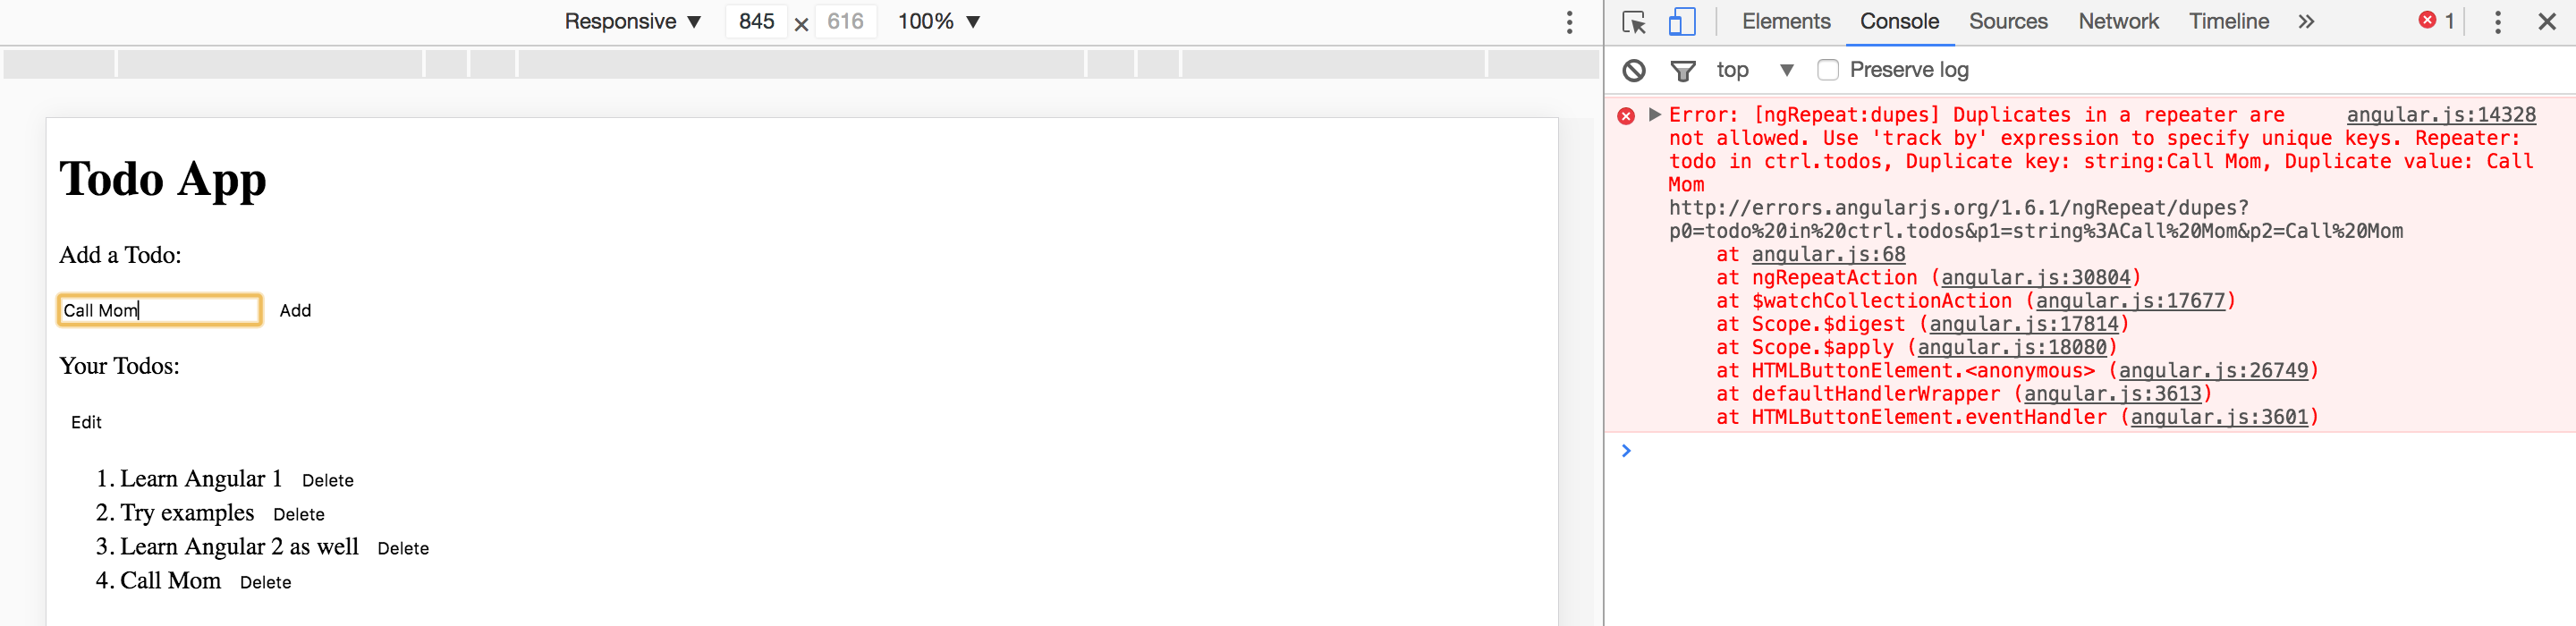 Responsive ▼ 845 × 616 100% ▼
Todo App
Add a Todo:
Call Mom Add
Your Todos:
Edit
1. Learn Angular 1 Delete
2. Try examples Delete
3. Learn Angular 2 as well Delete
4. Call Mom Delete
Elements Console Sources Network Timeline » 1
top ▼ Preserve log
Error: [ngRepeat:dupes] Duplicates in a repeater are angular.js:14328
not allowed. Use 'track by' expression to specify unique keys. Repeater:
todo in ctrl.todos, Duplicate key: string:Call Mom, Duplicate value: Call
Mom
http://errors.angularjs.org/1.6.1/ngRepeat/dupes?
p0=todo%20in%20ctrl.todos&p1=string%3ACall%20Mom&p2=Call%20Mom
at angular.js:68
at ngRepeatAction (angular.js:30804)
at $watchCollectionAction (angular.js:17677)
at Scope.$digest (angular.js:17814)
at Scope.$apply (angular.js:18080)
at HTMLButtonElement.<anonymous> (angular.js:26749)
at defaultHandlerWrapper (angular.js:3613)
at HTMLButtonElement.eventHandler (angular.js:3601)